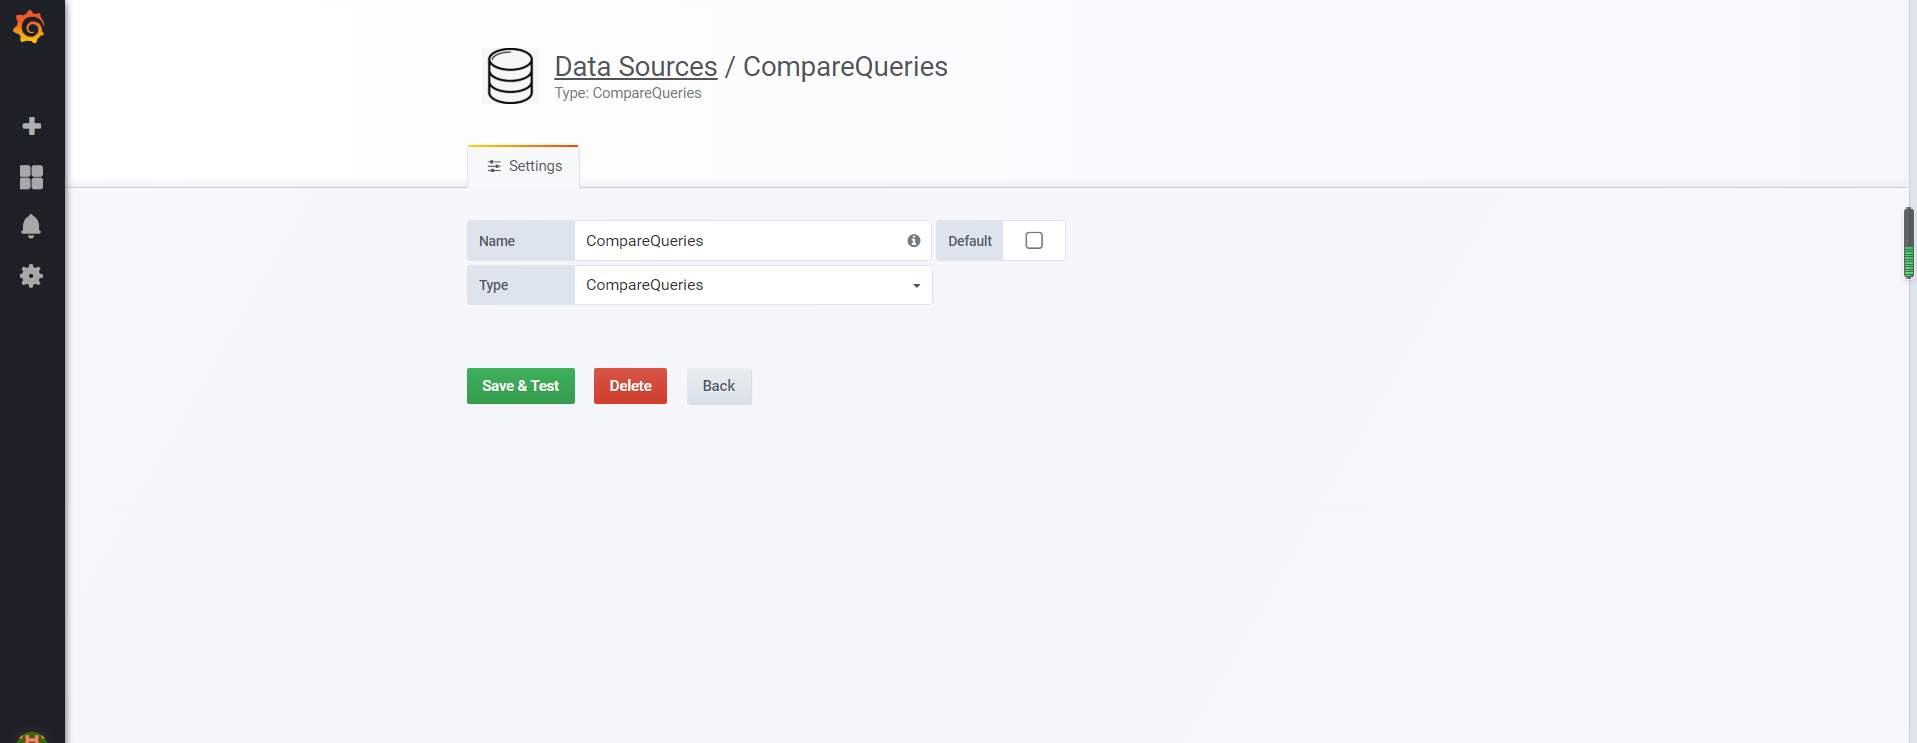 Data Sources / CompareQueries
Type: CompareQueries
Settings
Name CompareQueries Default
Type CompareQueries
Save & Test Delete Back